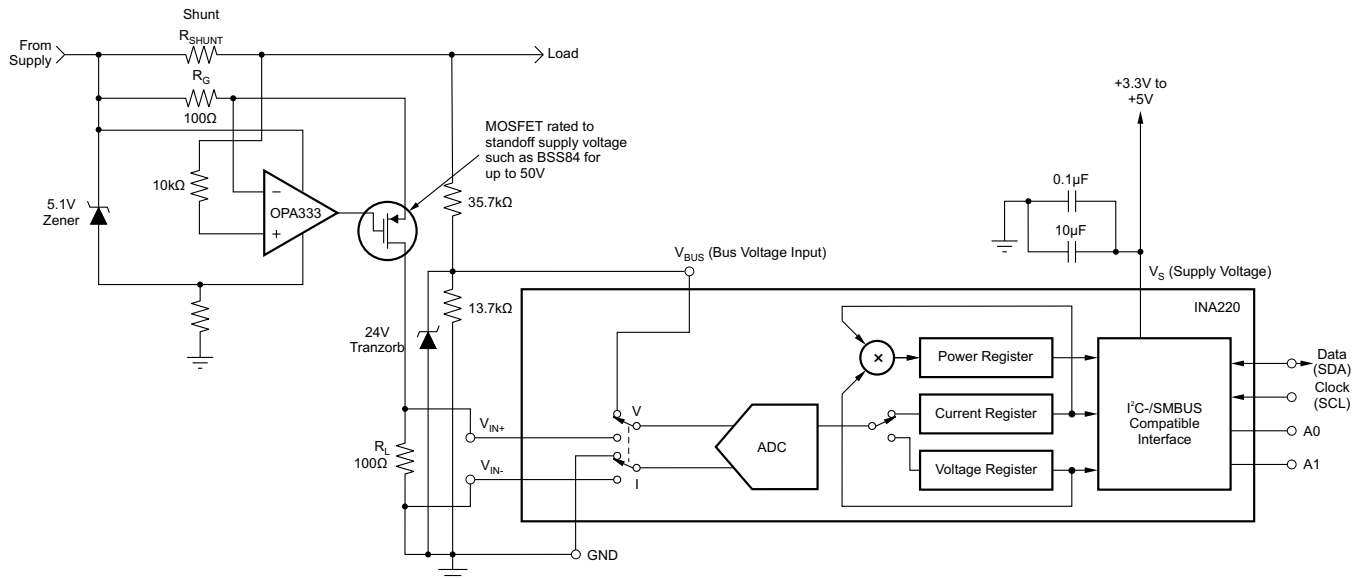 Shunt
R_SHUNT
From
Supply
Load
R_G
100Ω
MOSFET rated to
standoff supply voltage
such as BSS84 for
up to 50V
+3.3V to
+5V
10kΩ
−
OPA333
+
5.1V
Zener
35.7kΩ
0.1µF
10µF
V_BUS (Bus Voltage Input)
V_S (Supply Voltage)
INA220
13.7kΩ
24V
Tranzorb
×
Power Register
Data
(SDA)
Clock
(SCL)
V
V_IN+
Current Register
I²C-/SMBUS
Compatible
Interface
A0
ADC
R_L
100Ω
V_IN-
I
Voltage Register
A1
GND